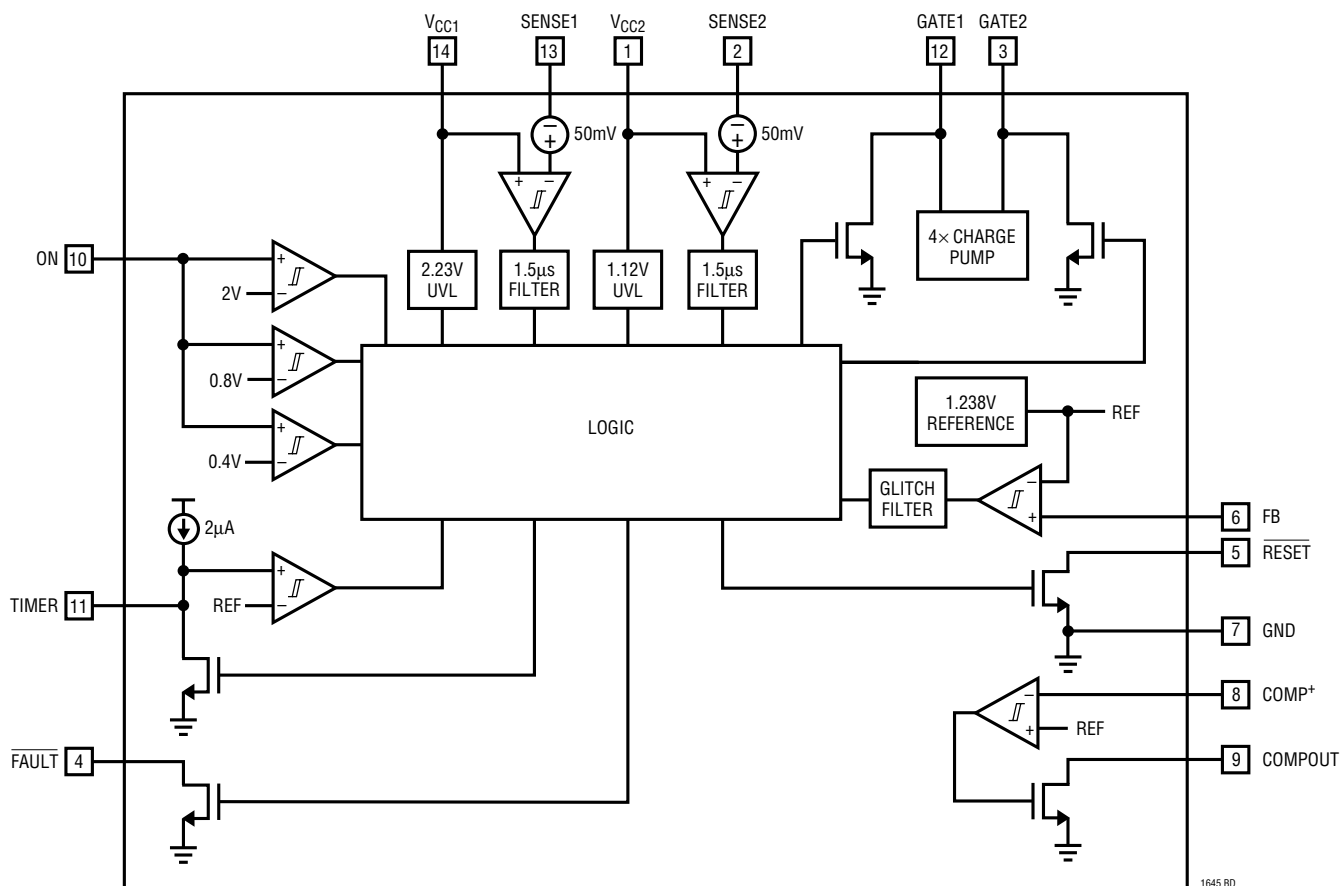 VCC1 SENSE1 VCC2 SENSE2 GATE1 GATE2
14 13 1 2 12 3
− + 50mV − + 50mV
+ − + −
ON 10
+
2V −
2.23V UVL
1.5µs FILTER
1.12V UVL
1.5µs FILTER
4× CHARGE PUMP
+
0.8V −
+
0.4V −
LOGIC
1.238V REFERENCE
REF
GLITCH FILTER
−
+
6 FB
5 RESET
2µA
+
REF −
TIMER 11
7 GND
8 COMP+
−
+ REF
FAULT 4
9 COMPOUT
1645 BD